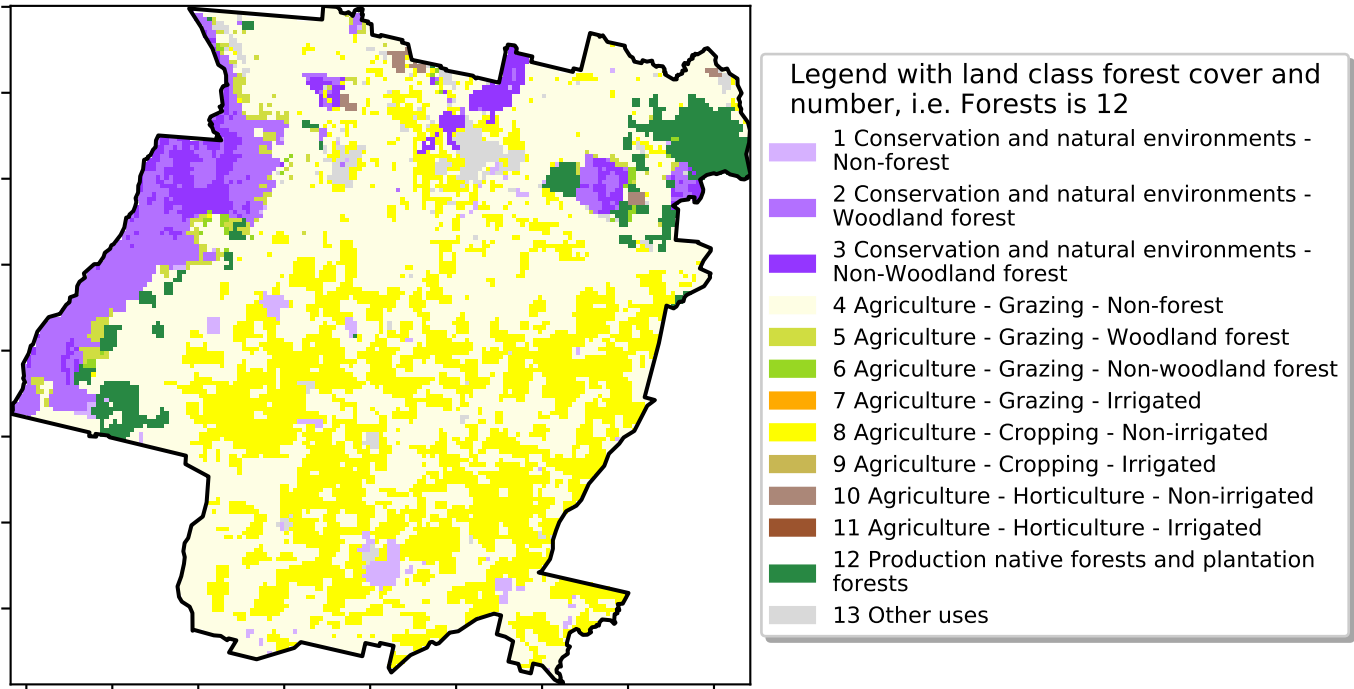 Legend with land class forest cover and
number, i.e. Forests is 12
1 Conservation and natural environments -
Non-forest
2 Conservation and natural environments -
Woodland forest
3 Conservation and natural environments -
Non-Woodland forest
4 Agriculture - Grazing - Non-forest
5 Agriculture - Grazing - Woodland forest
6 Agriculture - Grazing - Non-woodland forest
7 Agriculture - Grazing - Irrigated
8 Agriculture - Cropping - Non-irrigated
9 Agriculture - Cropping - Irrigated
10 Agriculture - Horticulture - Non-irrigated
11 Agriculture - Horticulture - Irrigated
12 Production native forests and plantation
forests
13 Other uses